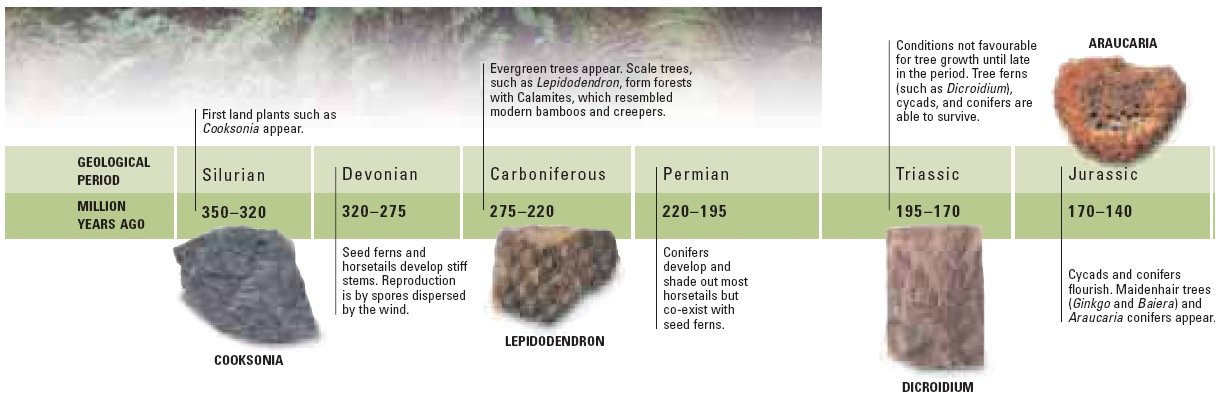 ARAUCARIA
Conditions not favourable
for tree growth until late
in the period. Tree ferns
(such as Dicroidium),
cycads, and conifers are
able to survive.
Evergreen trees appear. Scale trees,
such as Lepidodendron, form forests
with Calamites, which resembled
modern bamboos and creepers.
First land plants such as
Cooksonia appear.
GEOLOGICAL
PERIOD
Silurian
Devonian
Carboniferous
Permian
Triassic
Jurassic
MILLION
YEARS AGO
350–320
320–275
275–220
220–195
195–170
170–140
Seed ferns and
horsetails develop stiff
stems. Reproduction
is by spores dispersed
by the wind.
Conifers
develop and
shade out most
horsetails but
co-exist with
seed ferns.
Cycads and conifers
flourish. Maidenhair trees
(Ginkgo and Baiera) and
Araucaria conifers appear.
COOKSONIA
LEPIDODENDRON
DICROIDIUM